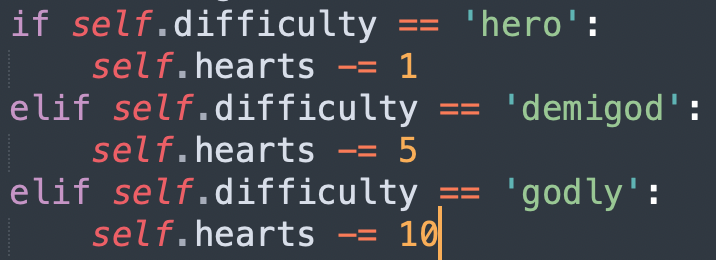 if self.difficulty == 'hero':
    self.hearts -= 1
elif self.difficulty == 'demigod':
    self.hearts -= 5
elif self.difficulty == 'godly':
    self.hearts -= 10